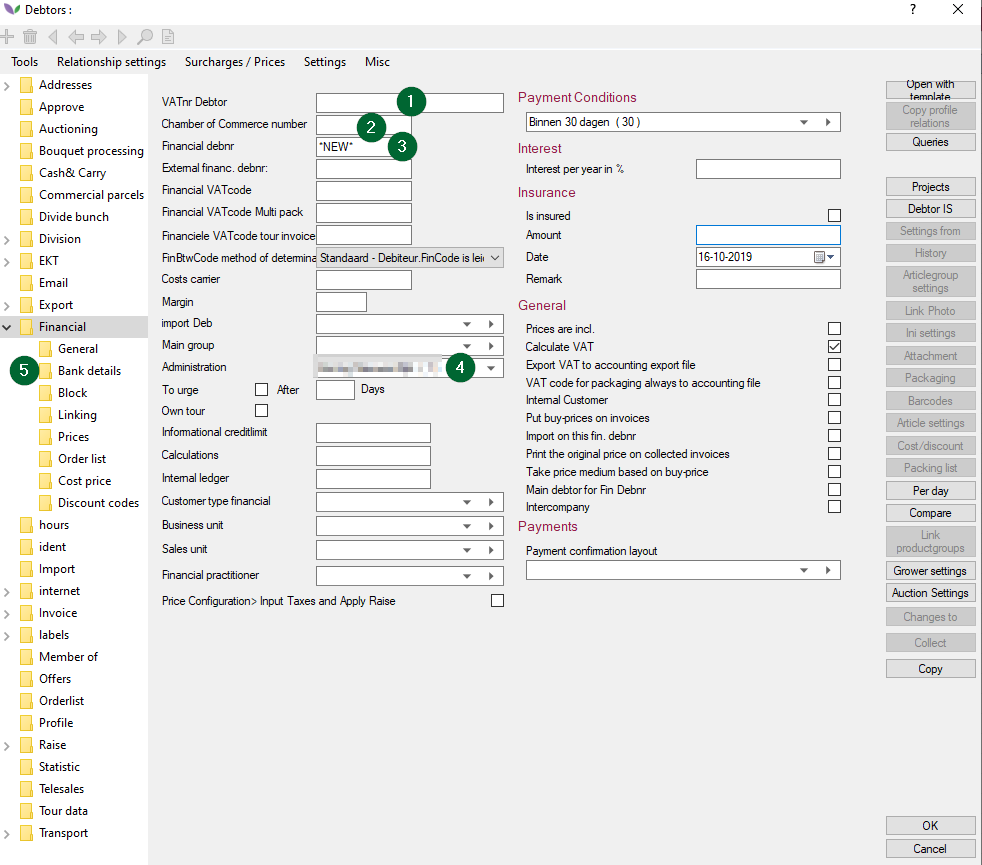 Debtors :
?
Tools Relationship settings Surcharges / Prices Settings Misc
Addresses
Approve
Auctioning
Bouquet processing
Cash& Carry
Commercial parcels
Divide bunch
Division
EKT
Email
Export
Financial
General
5 Bank details
Block
Linking
Prices
Order list
Cost price
Discount codes
hours
ident
Import
internet
Invoice
labels
Member of
Offers
Orderlist
Profile
Raise
Statistic
Telesales
Tour data
Transport
VATnr Debtor 1
Chamber of Commerce number 2
Financial debnr *NEW* 3
External financ. debnr:
Financial VATcode
Financial VATcode Multi pack
Financiele VATcode tour invoice
FinBtwCode method of determina Standaard - Debiteur.FinCode is leid
Costs carrier
Margin
import Deb
Main group
Administration 4
To urge After Days
Own tour
Informational creditlimit
Calculations
Internal ledger
Customer type financial
Business unit
Sales unit
Financial practitioner
Price Configuration> Input Taxes and Apply Raise
Payment Conditions
Binnen 30 dagen ( 30 )
Interest
Interest per year in %
Insurance
Is insured
Amount
Date 16-10-2019
Remark
General
Prices are incl.
Calculate VAT
Export VAT to accounting export file
VAT code for packaging always to accounting file
Internal Customer
Put buy-prices on invoices
Import on this fin. debnr
Print the original price on collected invoices
Take price medium based on buy-price
Main debtor for Fin Debnr
Intercompany
Payments
Payment confirmation layout
Open with
template
Copy profile
relations
Queries
Projects
Debtor IS
Settings from
History
Articlegroup
settings
Link Photo
Ini settings
Attachment
Packaging
Barcodes
Article settings
Cost/discount
Packing list
Per day
Compare
Link
productgroups
Grower settings
Auction Settings
Changes to
Collect
Copy
OK
Cancel